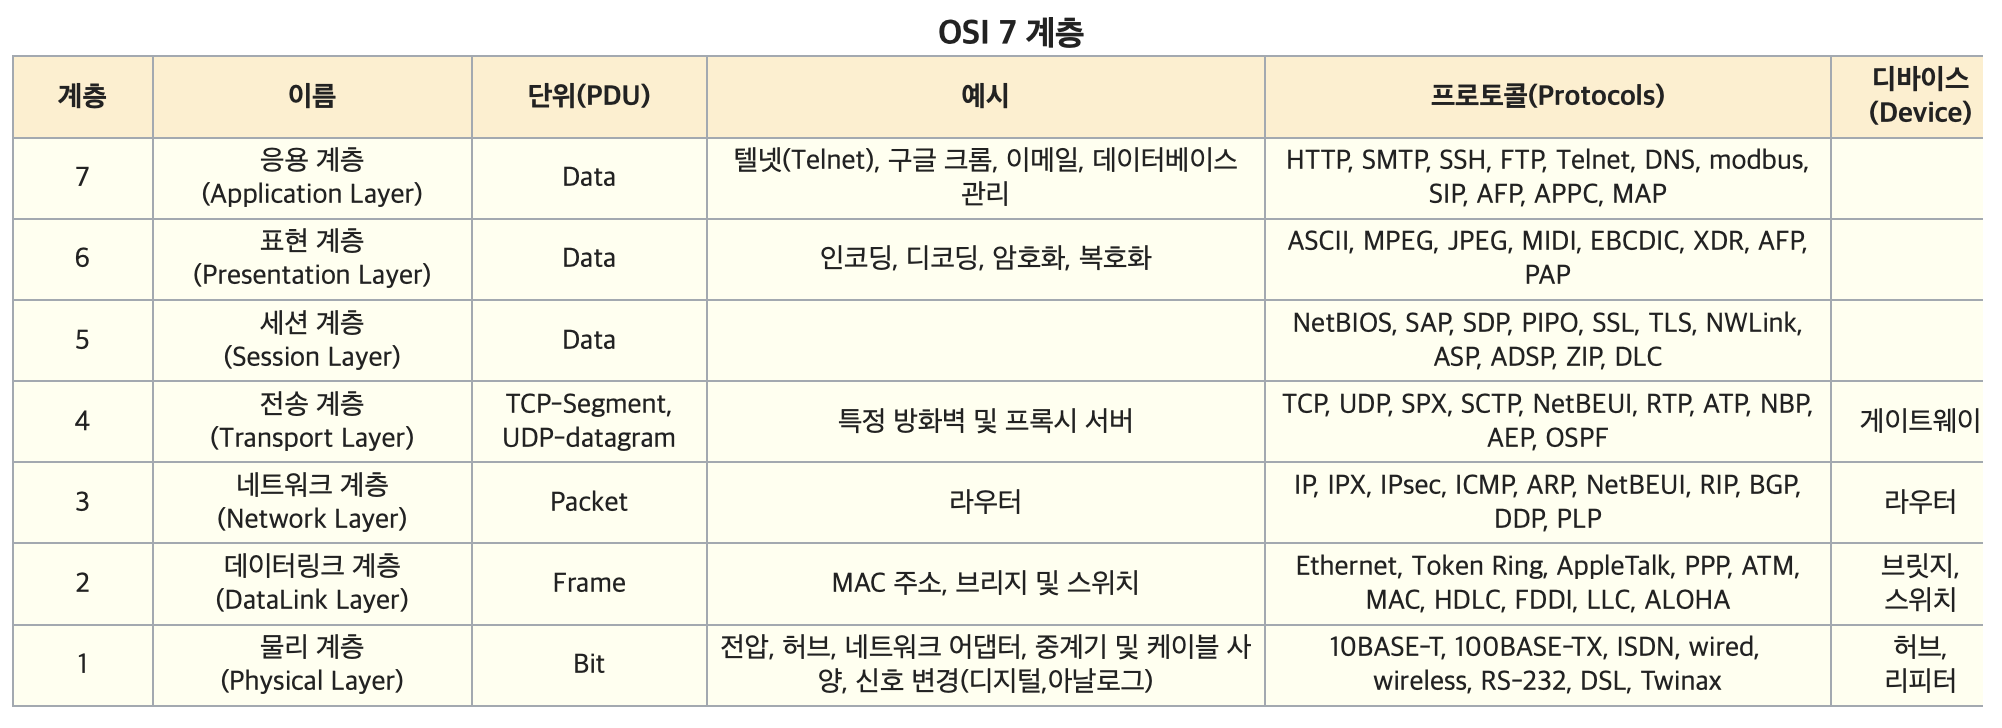 OSI 7 계층
계층 이름 단위(PDU) 예시 프로토콜(Protocols) 디바이스
(Device)
7 응용 계층
(Application Layer) Data 텔넷(Telnet), 구글 크롬, 이메일, 데이터베이스
관리 HTTP, SMTP, SSH, FTP, Telnet, DNS, modbus,
SIP, AFP, APPC, MAP
6 표현 계층
(Presentation Layer) Data 인코딩, 디코딩, 암호화, 복호화 ASCII, MPEG, JPEG, MIDI, EBCDIC, XDR, AFP,
PAP
5 세션 계층
(Session Layer) Data NetBIOS, SAP, SDP, PIPO, SSL, TLS, NWLink,
ASP, ADSP, ZIP, DLC
4 전송 계층
(Transport Layer) TCP-Segment,
UDP-datagram 특정 방화벽 및 프록시 서버 TCP, UDP, SPX, SCTP, NetBEUI, RTP, ATP, NBP,
AEP, OSPF 게이트웨이
3 네트워크 계층
(Network Layer) Packet 라우터 IP, IPX, IPsec, ICMP, ARP, NetBEUI, RIP, BGP,
DDP, PLP 라우터
2 데이터링크 계층
(DataLink Layer) Frame MAC 주소, 브리지 및 스위치 Ethernet, Token Ring, AppleTalk, PPP, ATM,
MAC, HDLC, FDDI, LLC, ALOHA 브릿지,
스위치
1 물리 계층
(Physical Layer) Bit 전압, 허브, 네트워크 어댑터, 중계기 및 케이블 사
양, 신호 변경(디지털,아날로그) 10BASE-T, 100BASE-TX, ISDN, wired,
wireless, RS-232, DSL, Twinax 허브,
리피터